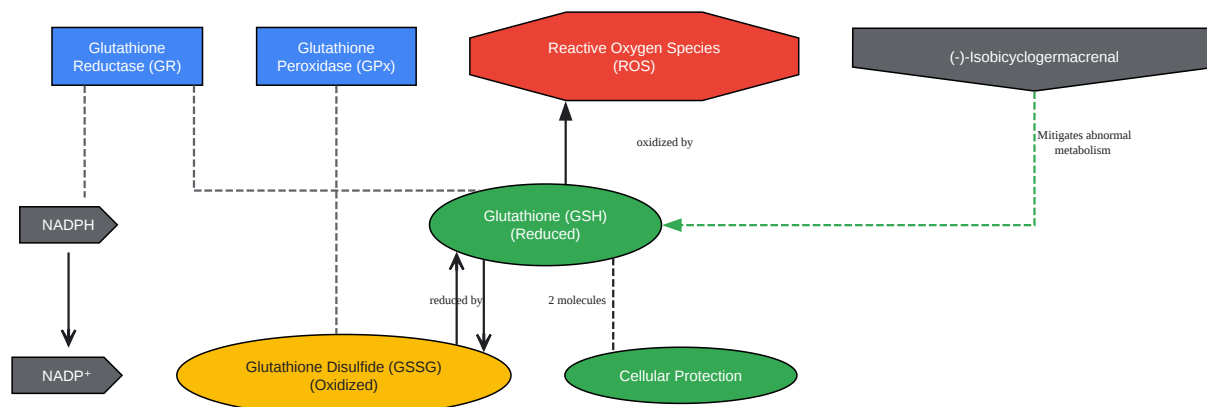 Glutathione
Reductase (GR)
Glutathione
Peroxidase (GPx)
Reactive Oxygen Species
(ROS)
(-)-Isobicyclogermacrenal
oxidized by
Mitigates abnormal
metabolism
NADPH
Glutathione (GSH)
(Reduced)
reduced by
2 molecules
NADP⁺
Glutathione Disulfide (GSSG)
(Oxidized)
Cellular Protection